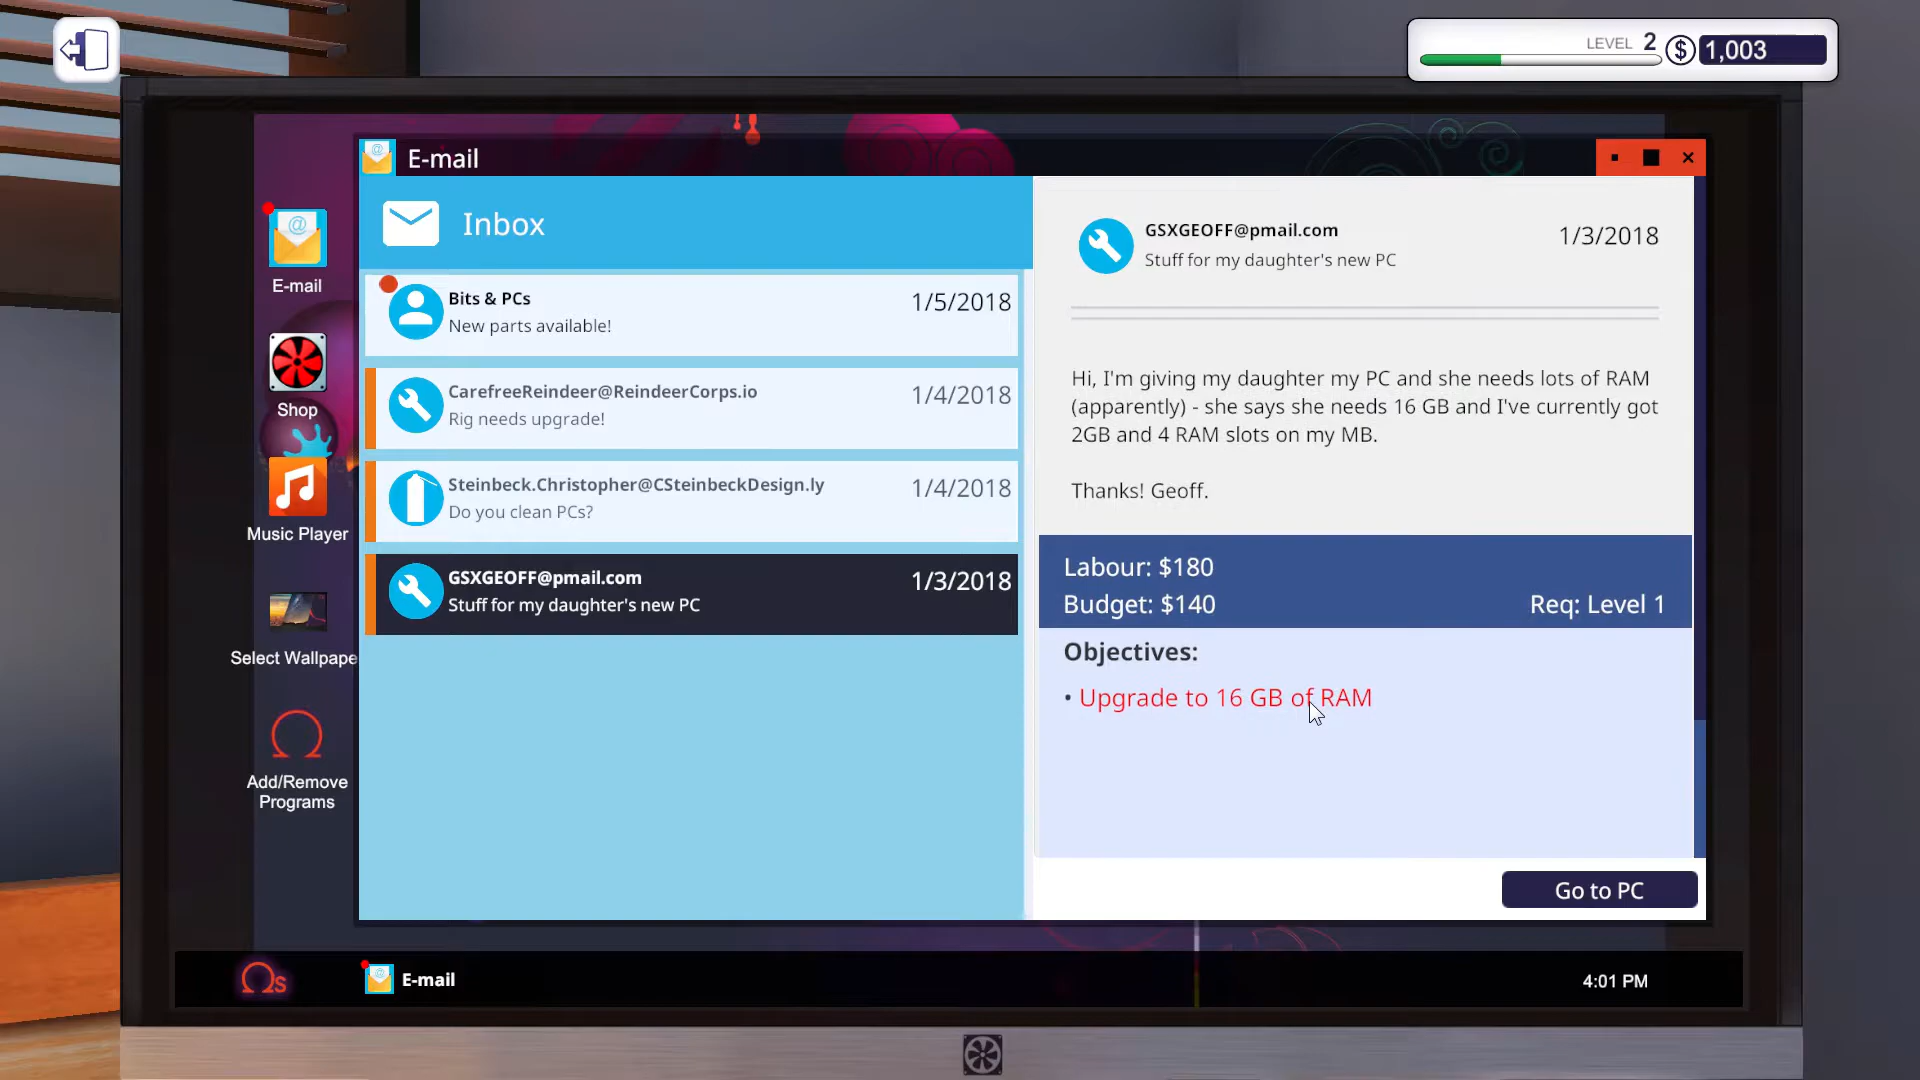 LEVEL 2
$ 1,003
E-mail
Inbox
Bits & PCs
1/5/2018
New parts available!
CarefreeReindeer@ReindeerCorps.io
1/4/2018
Rig needs upgrade!
Steinbeck.Christopher@CSteinbeckDesign.ly
1/4/2018
Do you clean PCs?
GSXGEOFF@pmail.com
1/3/2018
Stuff for my daughter's new PC
GSXGEOFF@pmail.com
1/3/2018
Stuff for my daughter's new PC
Hi, I'm giving my daughter my PC and she needs lots of RAM
(apparently) - she says she needs 16 GB and I've currently got
2GB and 4 RAM slots on my MB.
Thanks! Geoff.
Labour: $180
Budget: $140
Req: Level 1
Objectives:
• Upgrade to 16 GB of RAM
Go to PC
E-mail
Shop
Music Player
Select Wallpape
Add/Remove
Programs
Ωs
E-mail
4:01 PM